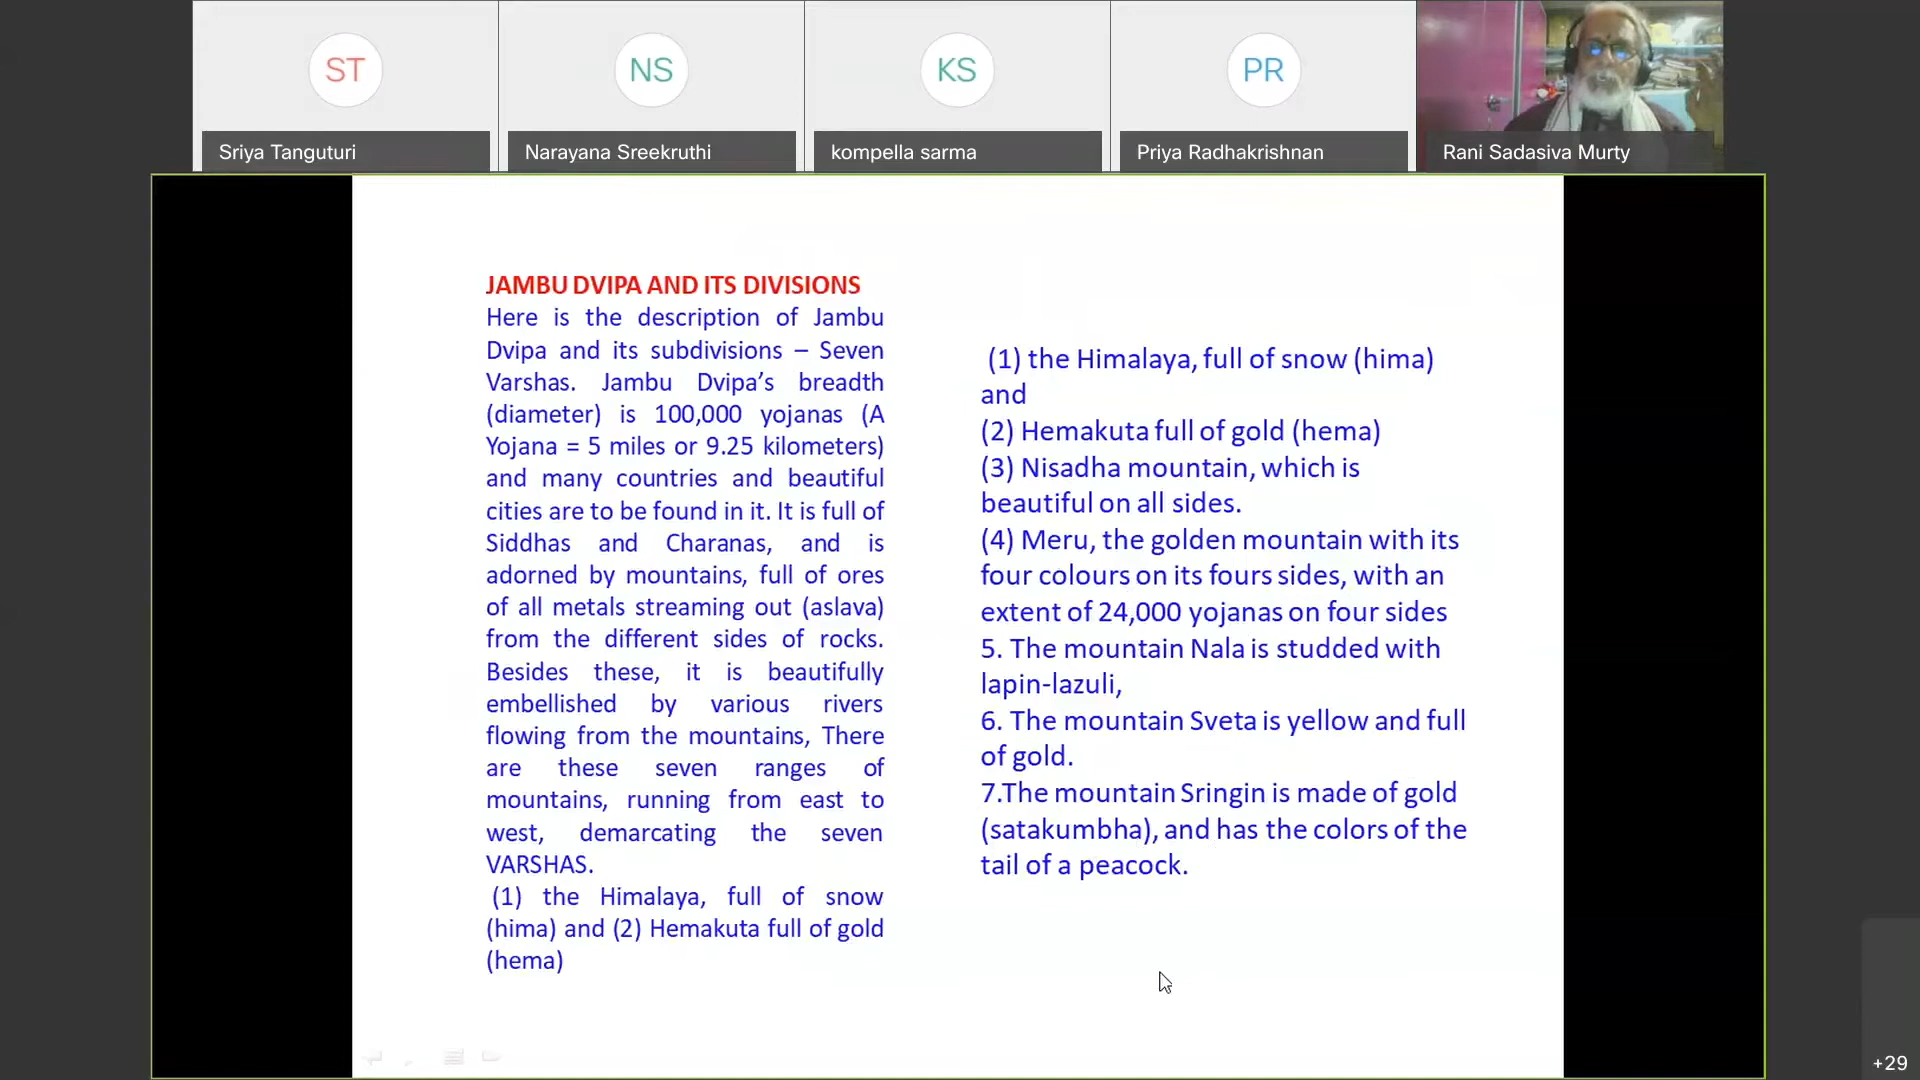 ST
NS
KS
PR
Sriya Tanguturi
Narayana Sreekruthi
kompella sarma
Priya Radhakrishnan
Rani Sadasiva Murty
JAMBU DVIPA AND ITS DIVISIONS
Here is the description of Jambu
Dvipa and its subdivisions – Seven
Varshas. Jambu Dvipa’s breadth
(diameter) is 100,000 yojanas (A
Yojana = 5 miles or 9.25 kilometers)
and many countries and beautiful
cities are to be found in it. It is full of
Siddhas and Charanas, and is
adorned by mountains, full of ores
of all metals streaming out (aslava)
from the different sides of rocks.
Besides these, it is beautifully
embellished by various rivers
flowing from the mountains, There
are these seven ranges of
mountains, running from east to
west, demarcating the seven
VARSHAS.
(1) the Himalaya, full of snow
(hima) and (2) Hemakuta full of gold
(hema)
(1) the Himalaya, full of snow (hima)
and
(2) Hemakuta full of gold (hema)
(3) Nisadha mountain, which is
beautiful on all sides.
(4) Meru, the golden mountain with its
four colours on its fours sides, with an
extent of 24,000 yojanas on four sides
5. The mountain Nala is studded with
lapin-lazuli,
6. The mountain Sveta is yellow and full
of gold.
7.The mountain Sringin is made of gold
(satakumbha), and has the colors of the
tail of a peacock.
+29